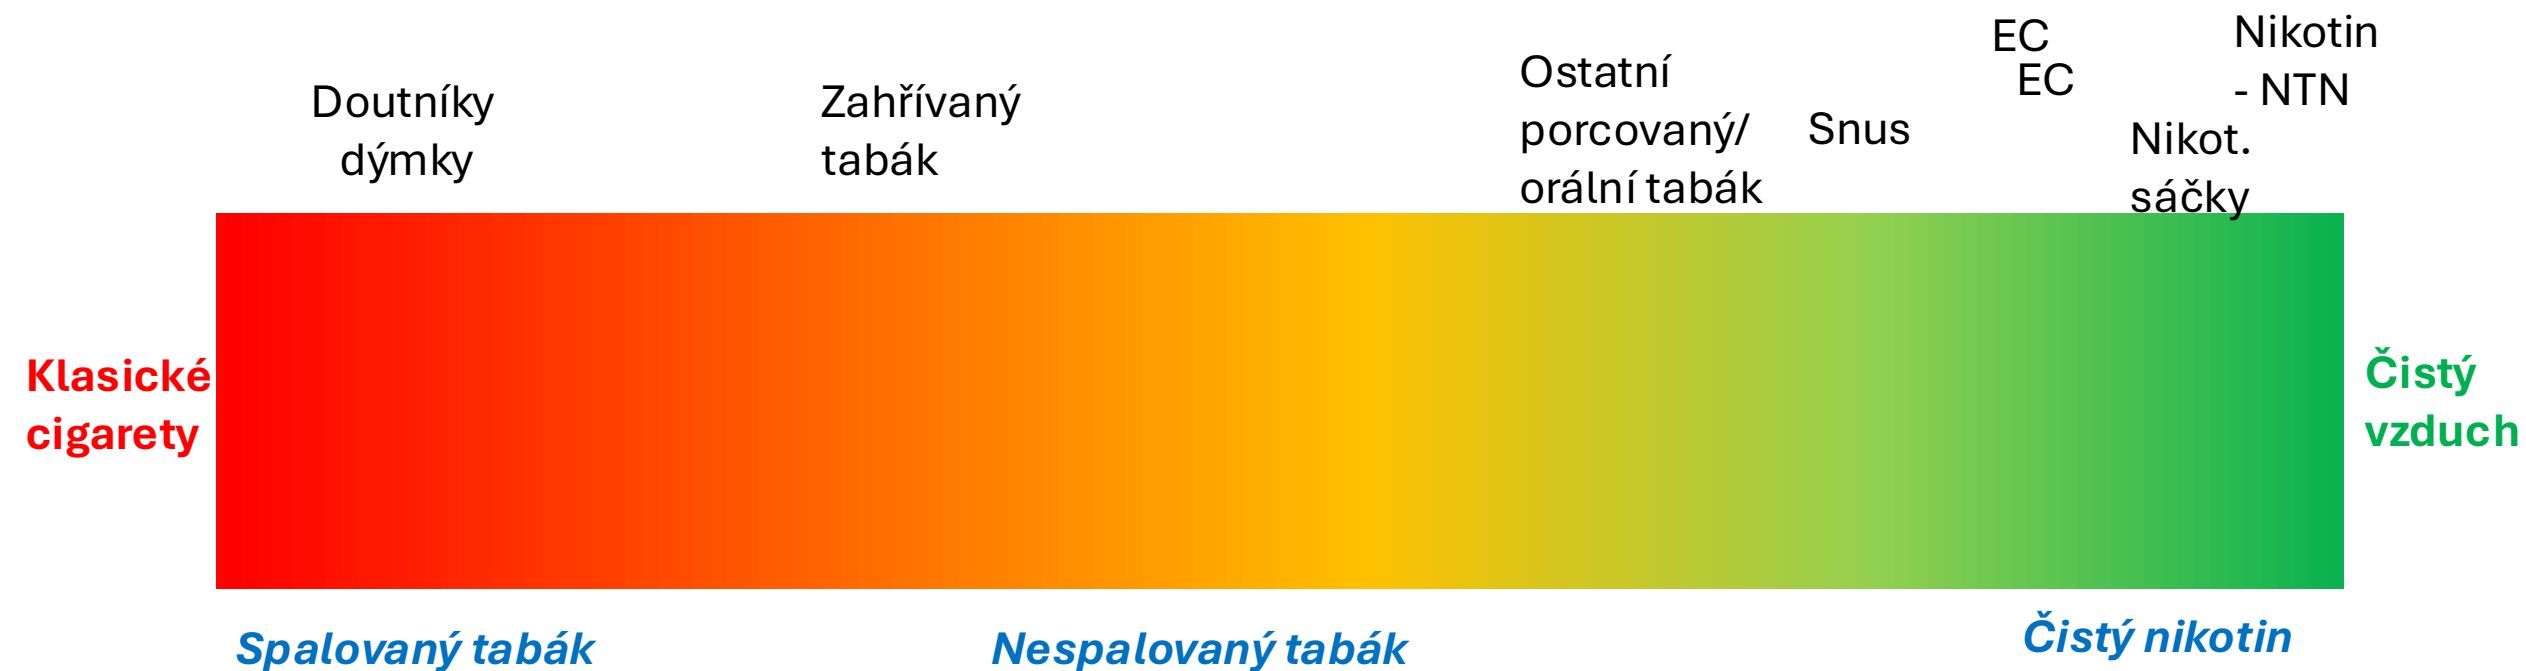 Doutníky
dýmky
Zahřívaný
tabák
Ostatní
porcovaný/
orální tabák
Snus
EC
EC
Nikot.
sáčky
Nikotin
- NTN
Klasické
cigarety
Čistý
vzduch
Spalovaný tabák
Nespalovaný tabák
Čistý nikotin